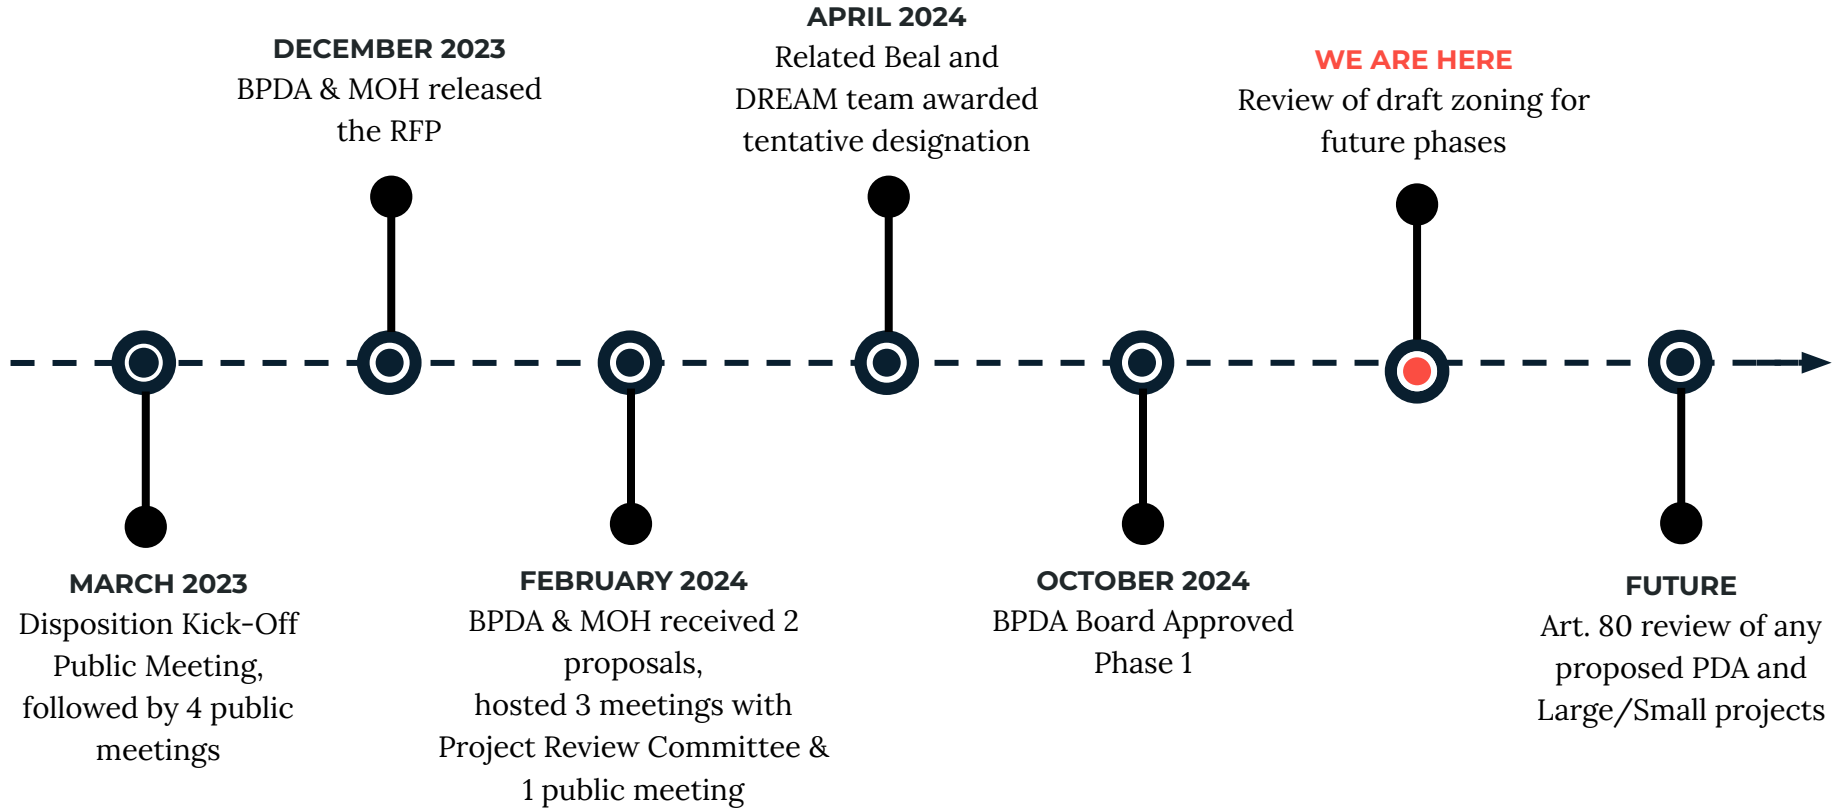 MARCH 2023
Disposition Kick-Off
Public Meeting,
followed by 4 public
meetings
DECEMBER 2023
BPDA & MOH released
the RFP
FEBRUARY 2024
BPDA & MOH received 2
proposals,
hosted 3 meetings with
Project Review Committee &
1 public meeting
APRIL 2024
Related Beal and
DREAM team awarded
tentative designation
OCTOBER 2024
BPDA Board Approved
Phase 1
WE ARE HERE
Review of draft zoning for
future phases
FUTURE
Art. 80 review of any
proposed PDA and
Large/Small projects